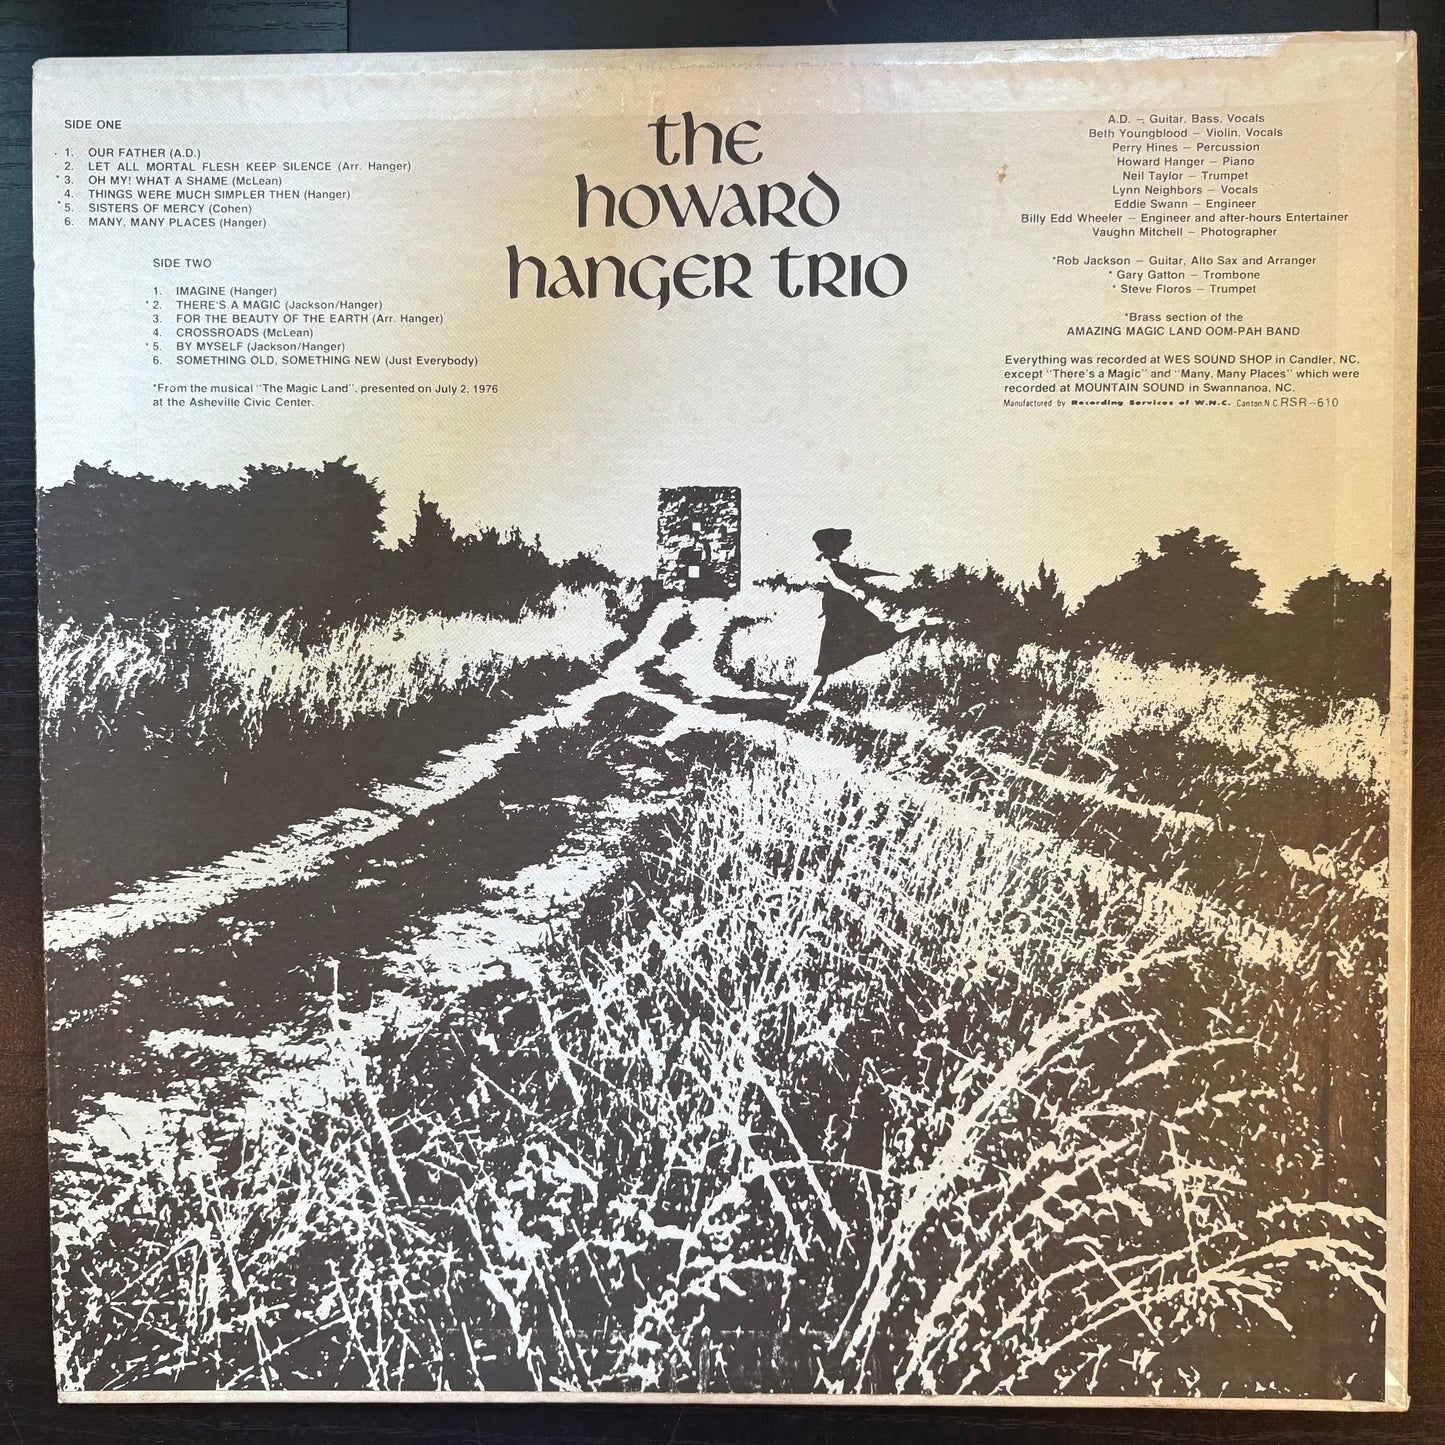 SIDE ONE
1. OUR FATHER (A.D.)
2. LET ALL MORTAL FLESH KEEP SILENCE (Arr. Hanger)
*3. OH MY! WHAT A SHAME (McLean)
4. THINGS WERE MUCH SIMPLER THEN (Hanger)
*5. SISTERS OF MERCY (Cohen)
6. MANY, MANY PLACES (Hanger)
SIDE TWO
1. IMAGINE (Hanger)
*2. THERE'S A MAGIC (Jackson/Hanger)
3. FOR THE BEAUTY OF THE EARTH (Arr. Hanger)
4. CROSSROADS (McLean)
*5. BY MYSELF (Jackson/Hanger)
6. SOMETHING OLD, SOMETHING NEW (Just Everybody)
*From the musical "The Magic Land", presented on July 2, 1976
at the Asheville Civic Center.
the
howard
hanger trio
A.D. – Guitar, Bass, Vocals
Beth Youngblood – Violin, Vocals
Perry Hines – Percussion
Howard Hanger – Piano
Neil Taylor – Trumpet
Lynn Neighbors – Vocals
Eddie Swann – Engineer
Billy Edd Wheeler – Engineer and after-hours Entertainer
Vaughn Mitchell – Photographer
*Rob Jackson – Guitar, Alto Sax and Arranger
* Gary Gatton – Trombone
* Steve Floros – Trumpet
*Brass section of the
AMAZING MAGIC LAND OOM-PAH BAND
Everything was recorded at WES SOUND SHOP in Candler, NC,
except "There's a Magic" and "Many, Many Places" which were
recorded at MOUNTAIN SOUND in Swannanoa, NC.
Manufactured by Recording Services of W.N.C. Canton N.C. RSR-610